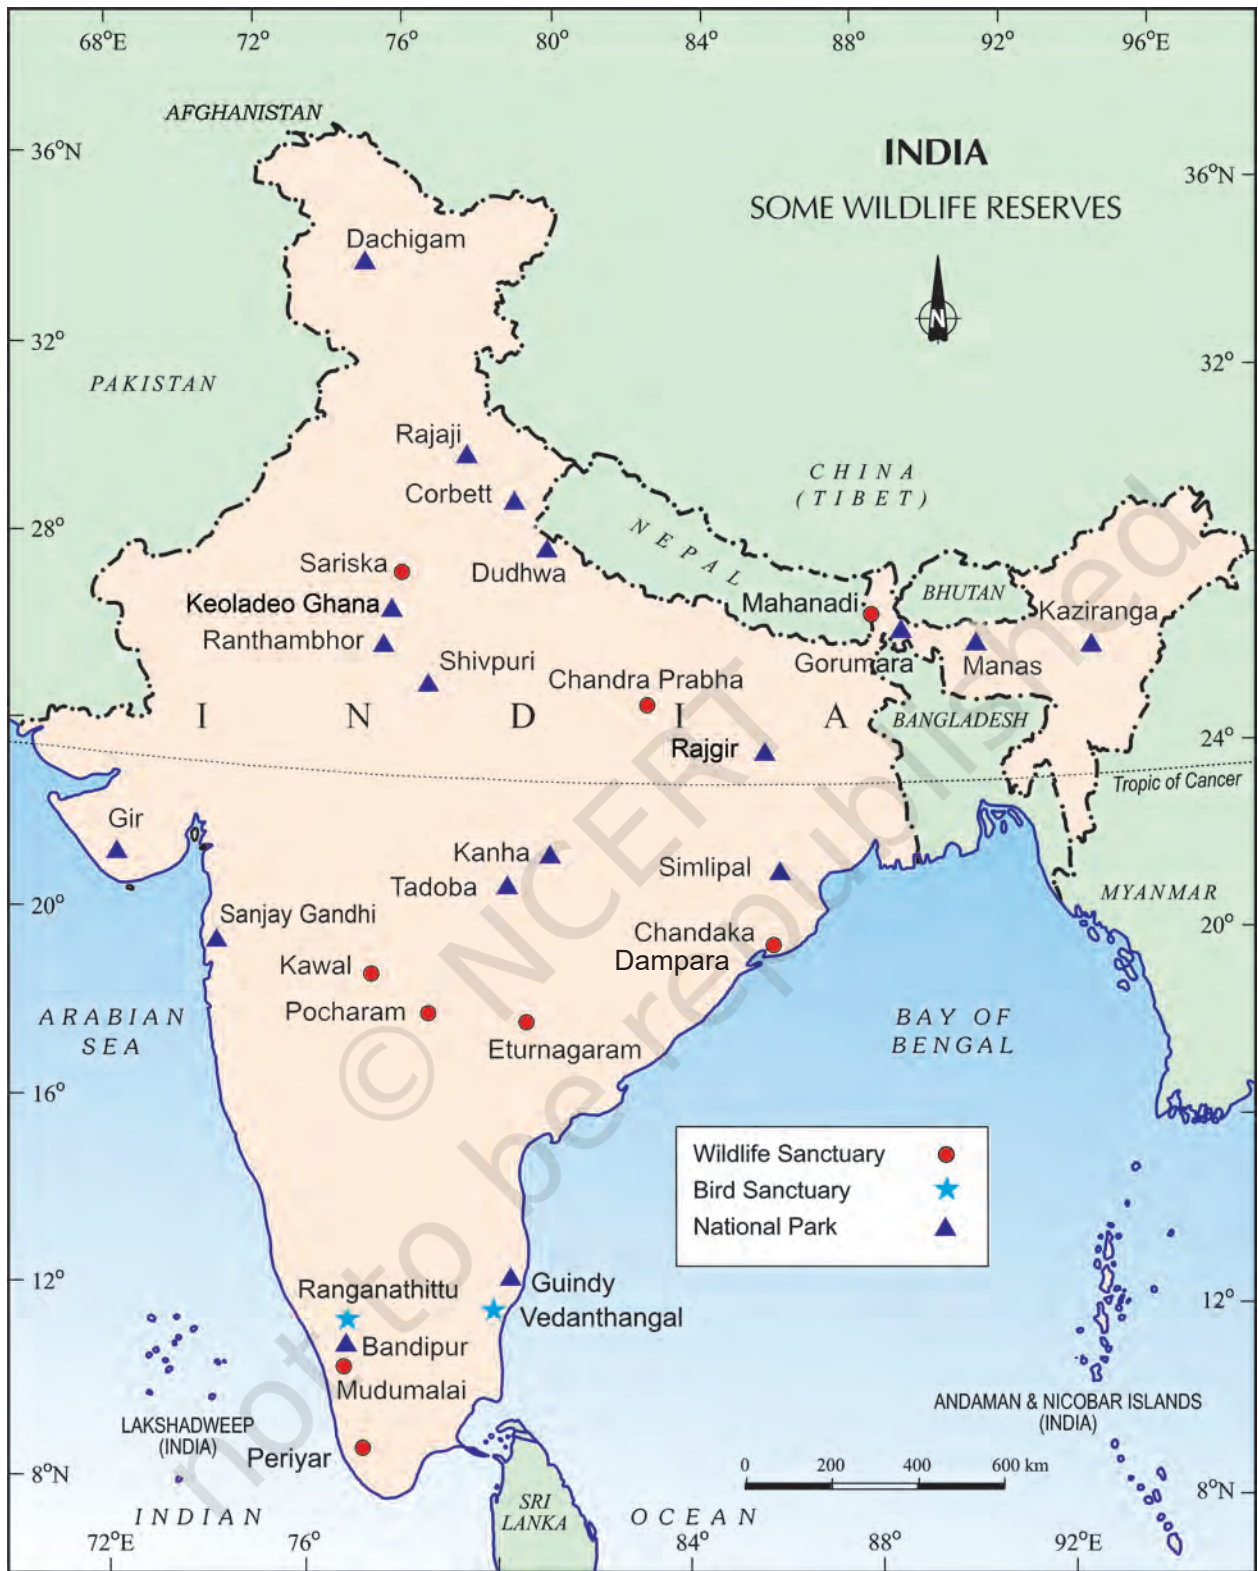 68°E
72°
76°
80°
84°
88°
92°
96°E
AFGHANISTAN
INDIA
SOME WILDLIFE RESERVES
36°N
36°N
N
Dachigam
32°
32°
PAKISTAN
Rajaji
Corbett
CHINA
(TIBET)
NEPAL
28°
Sariska
Dudhwa
Keoladeo Ghana
Mahanadi
BHUTAN
Kaziranga
Ranthambhor
Shivpuri
Gorumara
Manas
Chandra Prabha
I N D I A
BANGLADESH
Rajgir
24°
Tropic of Cancer
Gir
Kanha
Tadoba
Simlipal
MYANMAR
20°
20°
Sanjay Gandhi
Chandaka
Dampara
Kawal
Pocharam
Eturnagaram
ARABIAN
SEA
BAY OF
BENGAL
16°
Wildlife Sanctuary
Bird Sanctuary
National Park
12°
12°
Ranganathittu
Guindy
Vedanthangal
Bandipur
Mudumalai
Periyar
LAKSHADWEEP
(INDIA)
ANDAMAN & NICOBAR ISLANDS
(INDIA)
0 200 400 600 km
8°N
8°N
SRI
LANKA
INDIAN OCEAN
72°E
76°
84°
88°
92°E
© NCERT
not to be republished